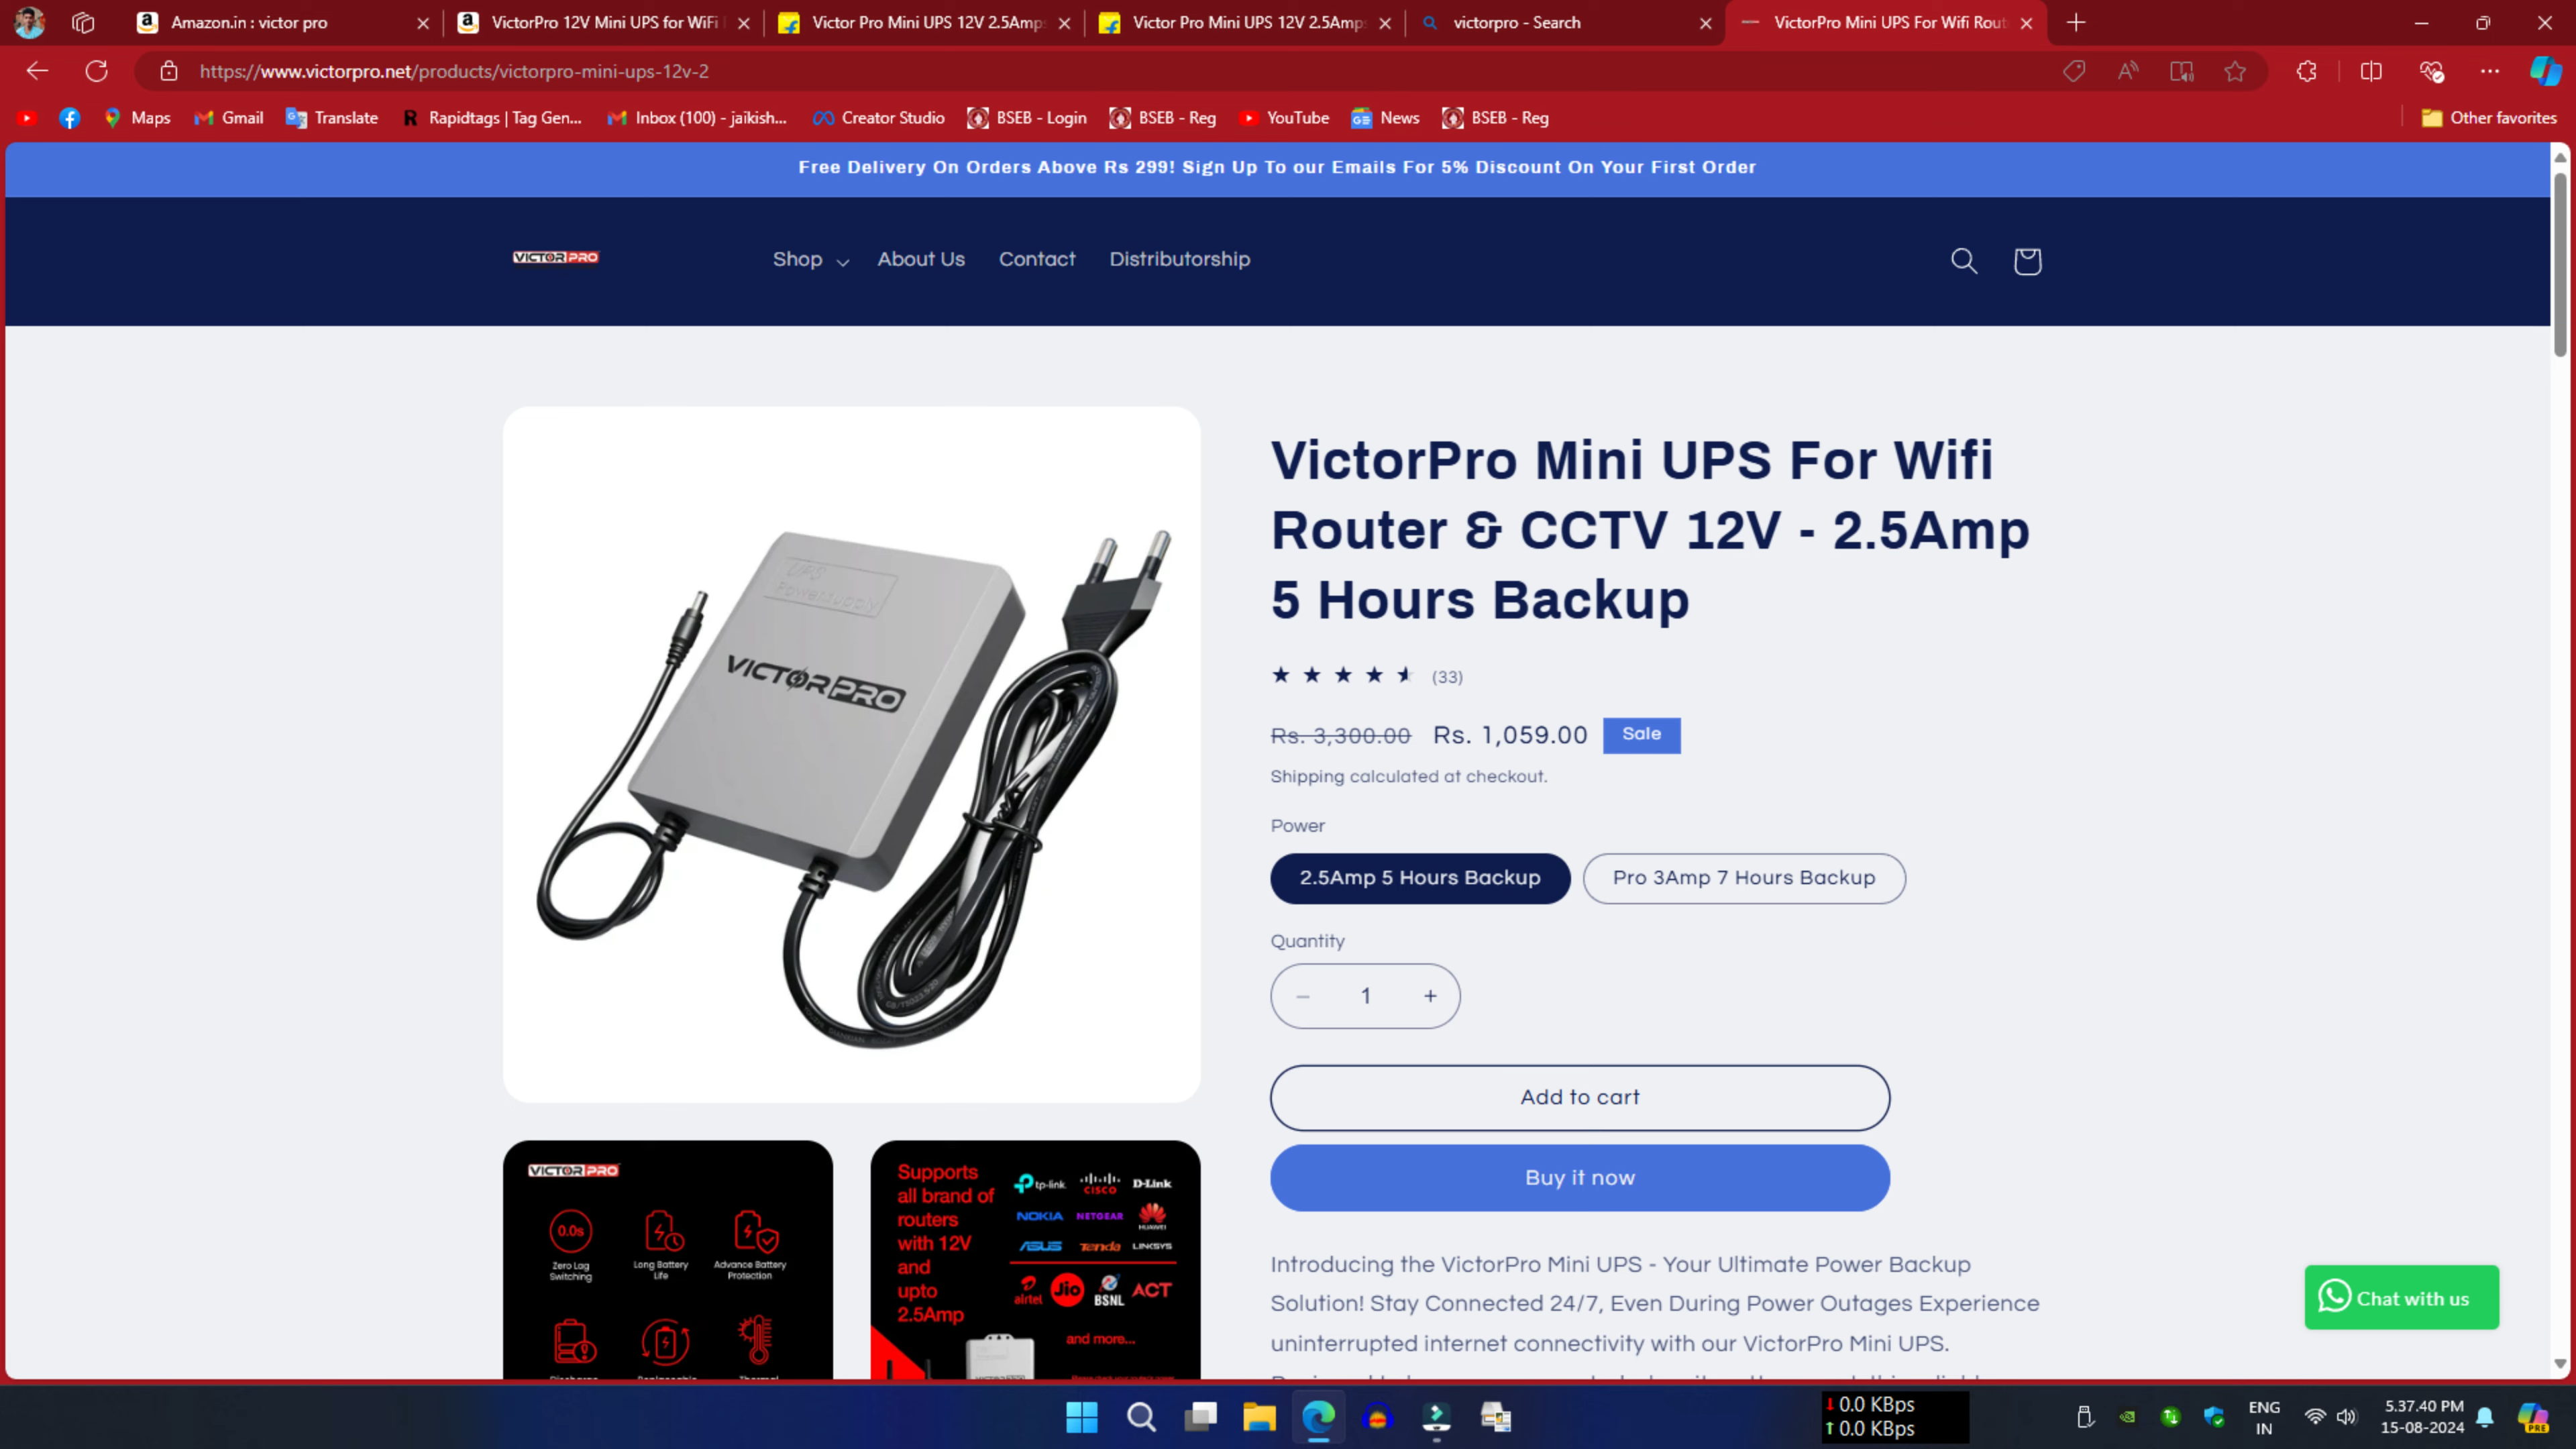 Amazon.in : victor pro
VictorPro 12V Mini UPS for WiFi
Victor Pro Mini UPS 12V 2.5Amp
Victor Pro Mini UPS 12V 2.5Amp
victorpro - Search
VictorPro Mini UPS For Wifi Rout
https://www.victorpro.net/products/victorpro-mini-ups-12v-2
Maps
Gmail
Translate
Rapidtags | Tag Gen...
Inbox (100) - jaikish...
Creator Studio
BSEB - Login
BSEB - Reg
YouTube
News
BSEB - Reg
Other favorites
Free Delivery On Orders Above Rs 299! Sign Up To our Emails For 5% Discount On Your First Order
VICTOR PRO
Shop
About Us
Contact
Distributorship
UPS
Powersupply
VICTOR PRO
VictorPro Mini UPS For Wifi
Router & CCTV 12V - 2.5Amp
5 Hours Backup
(33)
Rs. 3,300.00 Rs. 1,059.00 Sale
Shipping calculated at checkout.
Power
2.5Amp 5 Hours Backup
Pro 3Amp 7 Hours Backup
Quantity
− 1 +
Add to cart
Buy it now
Introducing the VictorPro Mini UPS - Your Ultimate Power Backup
Solution! Stay Connected 24/7, Even During Power Outages Experience
uninterrupted internet connectivity with our VictorPro Mini UPS.
VICTOR PRO
0.0s
Zero Lag
Switching
Long Battery
Life
Advance Battery
Protection
Supports
all brand of
routers
with 12V
and
upto
2.5Amp
tp-link
CISCO
D-Link
NOKIA
NETGEAR
HUAWEI
ASUS
Tenda
LINKSYS
airtel
Jio
BSNL
ACT
and more...
Chat with us
0.0 KBps
0.0 KBps
ENG
IN
5.37.40 PM
15-08-2024
PRE